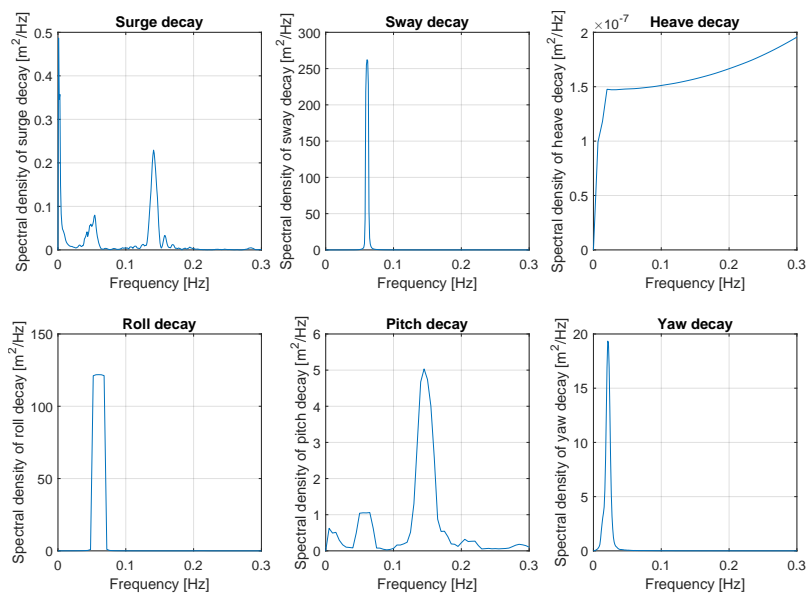 Surge decay
Spectral density of surge decay [m²/Hz]
0.5
0.4
0.3
0.2
0.1
0
0 0.1 0.2 0.3
Frequency [Hz]
Sway decay
Spectral density of sway decay [m²/Hz]
300
250
200
150
100
50
0
0 0.1 0.2 0.3
Frequency [Hz]
Heave decay
×10⁻⁷
Spectral density of heave decay [m²/Hz]
2
1.5
1
0.5
0
0 0.1 0.2 0.3
Frequency [Hz]
Roll decay
Spectral density of roll decay [m²/Hz]
150
100
50
0
0 0.1 0.2 0.3
Frequency [Hz]
Pitch decay
Spectral density of pitch decay [m²/Hz]
6
5
4
3
2
1
0
0 0.1 0.2 0.3
Frequency [Hz]
Yaw decay
Spectral density of yaw decay [m²/Hz]
20
15
10
5
0
0 0.1 0.2 0.3
Frequency [Hz]